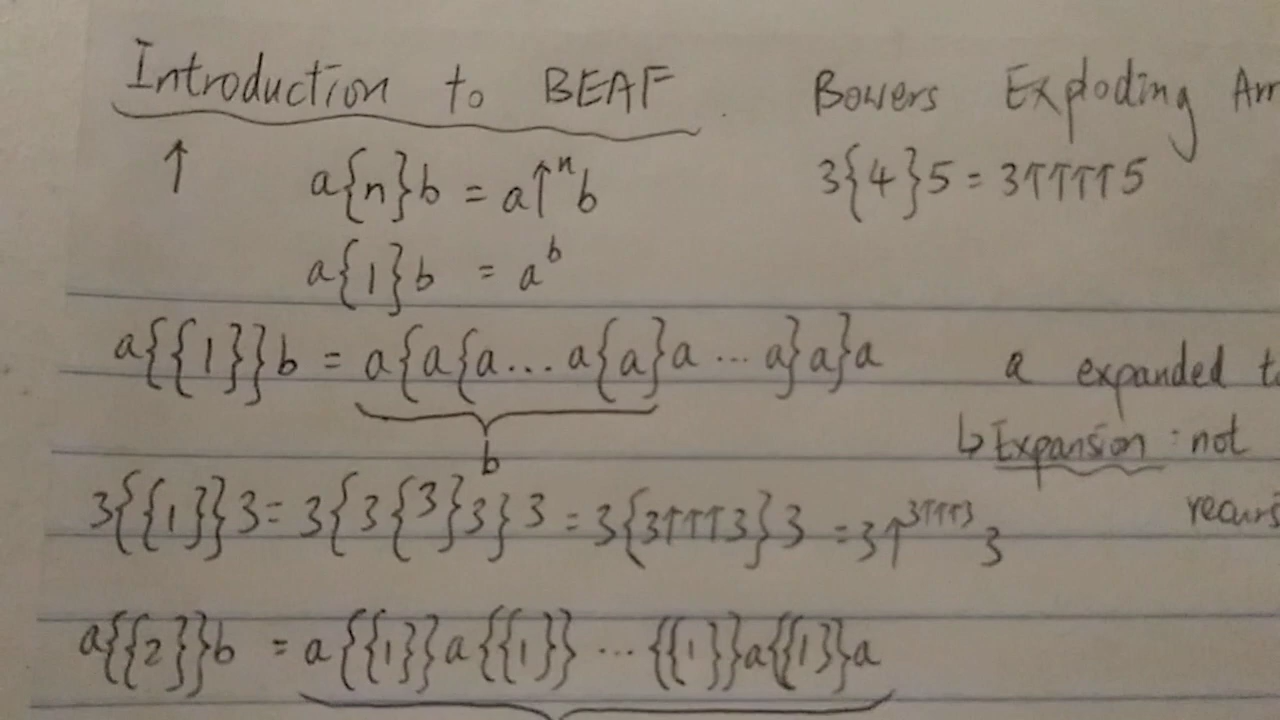 Introduction to BEAF. Bowers Exploding Arr
↑ a{n}b = a↑ⁿb 3{4}5 = 3↑↑↑↑5
a{1}b = aᵇ
a{{1}}b = a{a{a...a{a}a...a}a}a a expanded to
b
↳Expansion : not
3{{1}}3 = 3{3{3}3}3 = 3{3↑↑↑3}3 = 3↑^3↑↑↑3 3 recurs
a{{2}}b = a{{1}}a{{1}}...{{1}}a{{1}}a